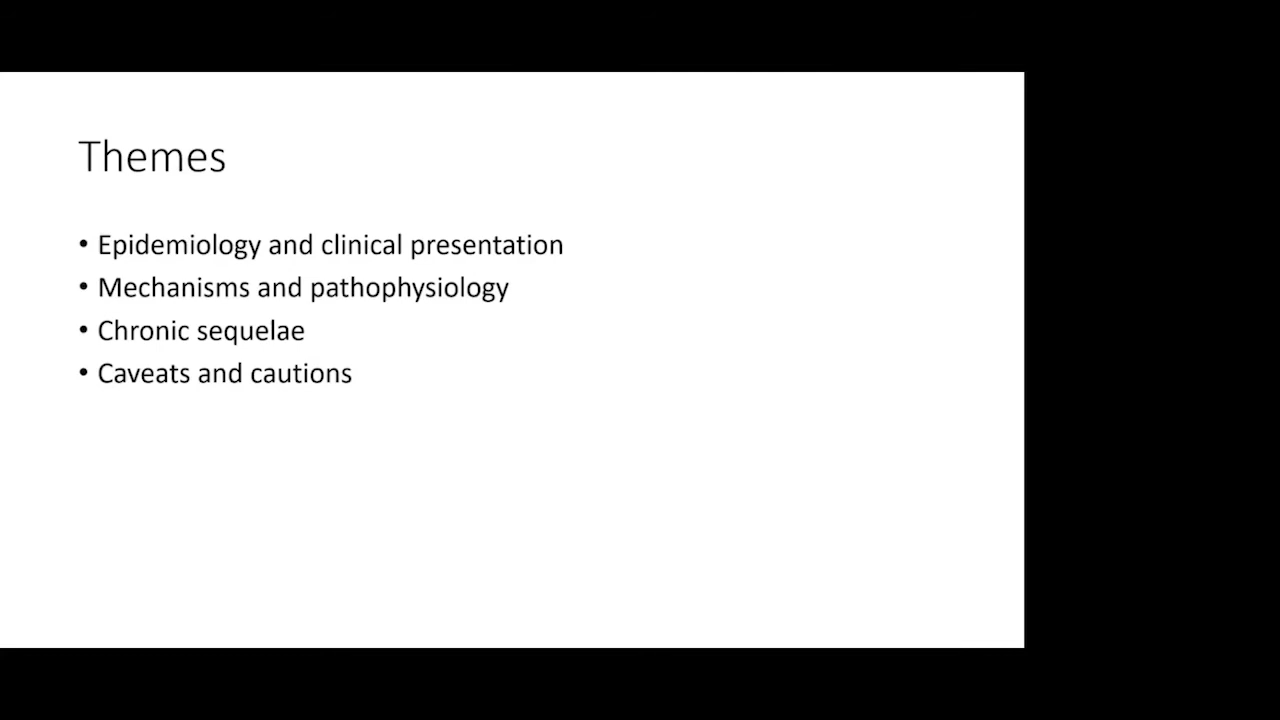 Themes
• Epidemiology and clinical presentation
• Mechanisms and pathophysiology
• Chronic sequelae
• Caveats and cautions